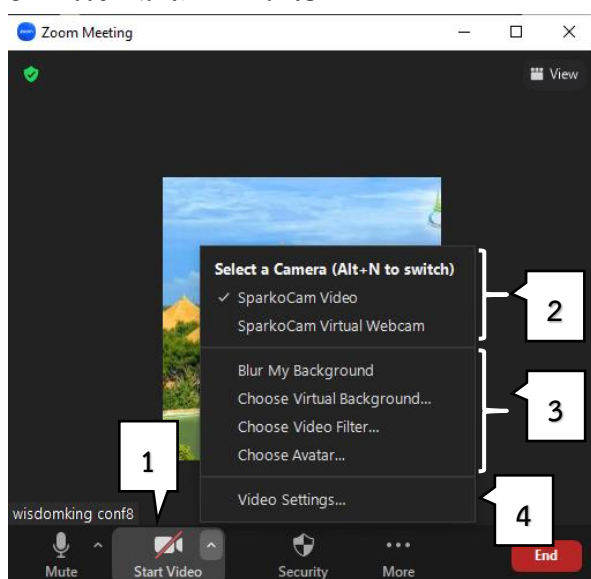 Zoom Meeting
View
Select a Camera (Alt+N to switch)
SparkoCam Video
SparkoCam Virtual Webcam
2
Blur My Background
Choose Virtual Background...
Choose Video Filter...
Choose Avatar...
3
1
Video Settings...
4
wisdomking conf8
Mute
Start Video
Security
More
End